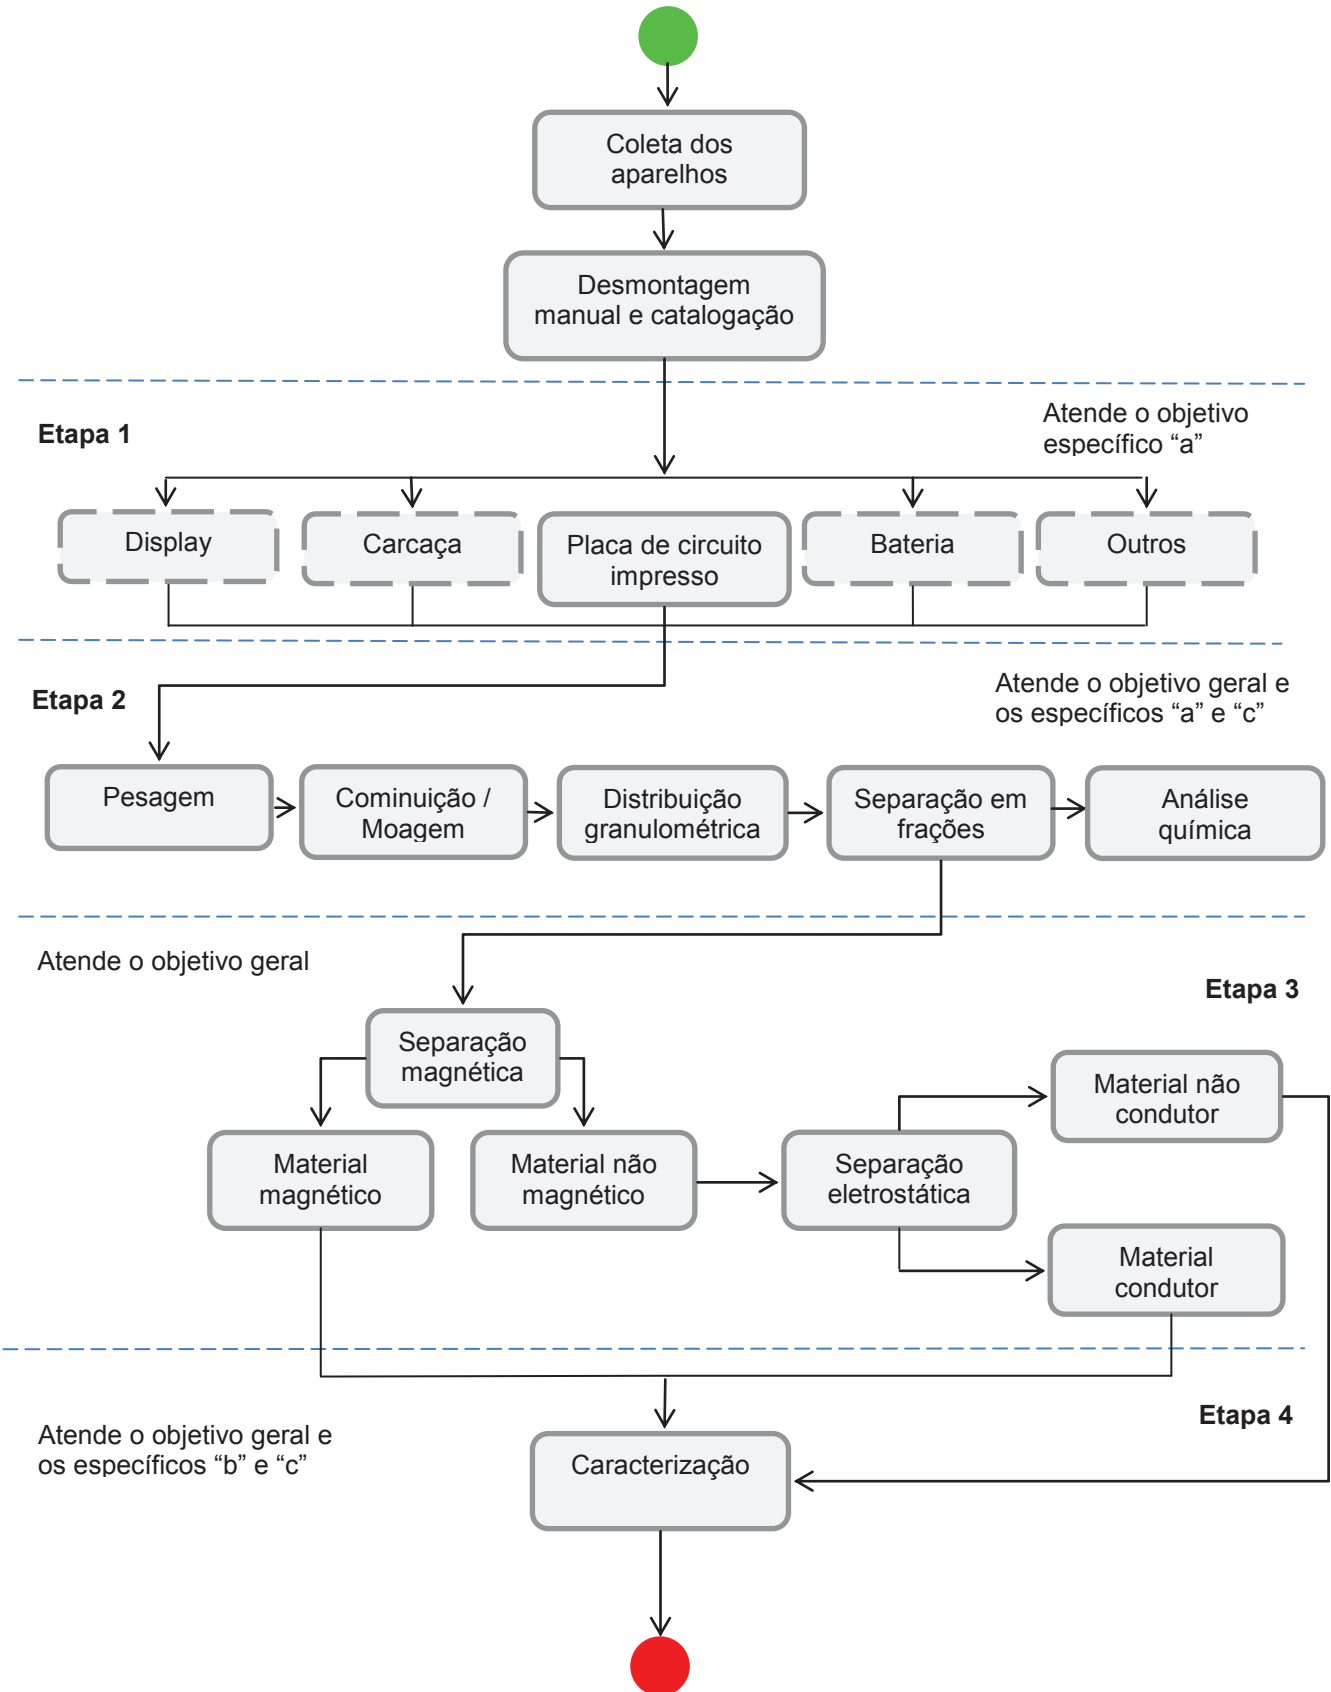 Coleta dos
aparelhos
Desmontagem
manual e catalogação
Etapa 1
Atende o objetivo
específico “a”
Display
Carcaça
Placa de circuito
impresso
Bateria
Outros
Etapa 2
Atende o objetivo geral e
os específicos “a” e “c”
Pesagem
Cominuição /
Moagem
Distribuição
granulométrica
Separação em
frações
Análise
química
Atende o objetivo geral
Etapa 3
Separação
magnética
Material não
condutor
Material
magnético
Material não
magnético
Separação
eletrostática
Material
condutor
Etapa 4
Atende o objetivo geral e
os específicos “b” e “c”
Caracterização